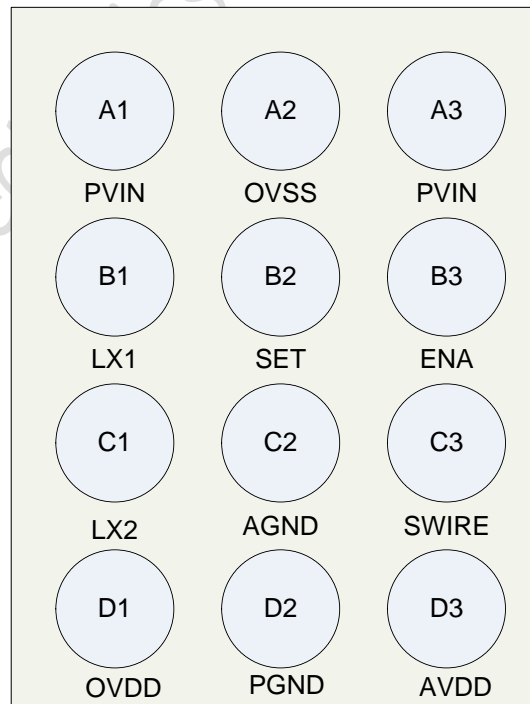 A1 A2 A3
PVIN OVSS PVIN
B1 B2 B3
LX1 SET ENA
C1 C2 C3
LX2 AGND SWIRE
D1 D2 D3
OVDD PGND AVDD